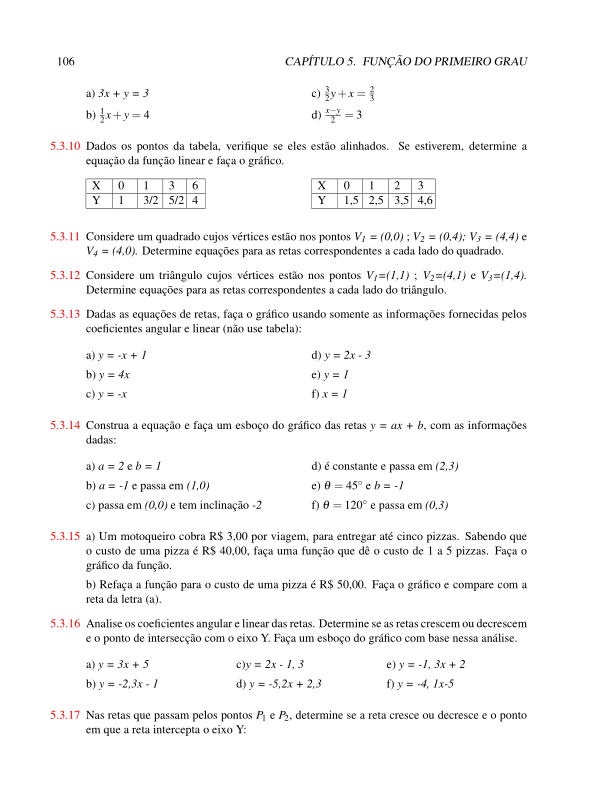 106 CAPÍTULO 5. FUNÇÃO DO PRIMEIRO GRAU
a) 3x + y = 3
c) 3/2 y + x = 2/3
b) 1/2 x + y = 4
d) x−y/2 = 3
5.3.10 Dados os pontos da tabela, verifique se eles estão alinhados. Se estiverem, determine a
equação da função linear e faça o gráfico.
X 0 1 3 6
Y 1 3/2 5/2 4
X 0 1 2 3
Y 1,5 2,5 3,5 4,6
5.3.11 Considere um quadrado cujos vértices estão nos pontos V1 = (0,0) ; V2 = (0,4); V3 = (4,4) e
V4 = (4,0). Determine equações para as retas correspondentes a cada lado do quadrado.
5.3.12 Considere um triângulo cujos vértices estão nos pontos V1=(1,1) ; V2=(4,1) e V3=(1,4).
Determine equações para as retas correspondentes a cada lado do triângulo.
5.3.13 Dadas as equações de retas, faça o gráfico usando somente as informações fornecidas pelos
coeficientes angular e linear (não use tabela):
a) y = -x + 1
d) y = 2x - 3
b) y = 4x
e) y = 1
c) y = -x
f) x = 1
5.3.14 Construa a equação e faça um esboço do gráfico das retas y = ax + b, com as informações
dadas:
a) a = 2 e b = 1
d) é constante e passa em (2,3)
b) a = -1 e passa em (1,0)
e) θ = 45° e b = -1
c) passa em (0,0) e tem inclinação -2
f) θ = 120° e passa em (0,3)
5.3.15 a) Um motoqueiro cobra R$ 3,00 por viagem, para entregar até cinco pizzas. Sabendo que
o custo de uma pizza é R$ 40,00, faça uma função que dê o custo de 1 a 5 pizzas. Faça o
gráfico da função.
b) Refaça a função para o custo de uma pizza é R$ 50,00. Faça o gráfico e compare com a
reta da letra (a).
5.3.16 Analise os coeficientes angular e linear das retas. Determine se as retas crescem ou decrescem
e o ponto de intersecção com o eixo Y. Faça um esboço do gráfico com base nessa análise.
a) y = 3x + 5
c)y = 2x - 1, 3
e) y = -1, 3x + 2
b) y = -2,3x - 1
d) y = -5,2x + 2,3
f) y = -4, 1x-5
5.3.17 Nas retas que passam pelos pontos P1 e P2, determine se a reta cresce ou decresce e o ponto
em que a reta intercepta o eixo Y: